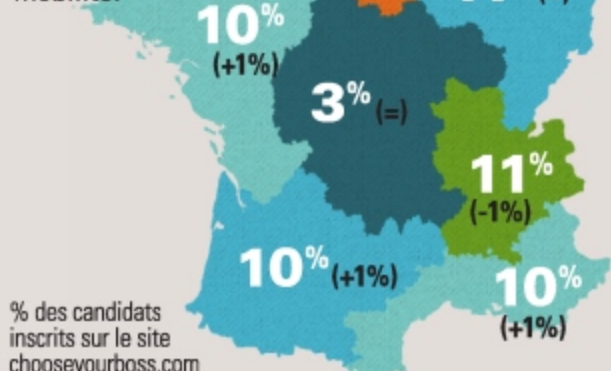 10%
(+1%)
3% (=)
11%
(-1%)
10% (+1%)
10%
(+1%)
% des candidats
inscrits sur le site
chooseyourboss.com